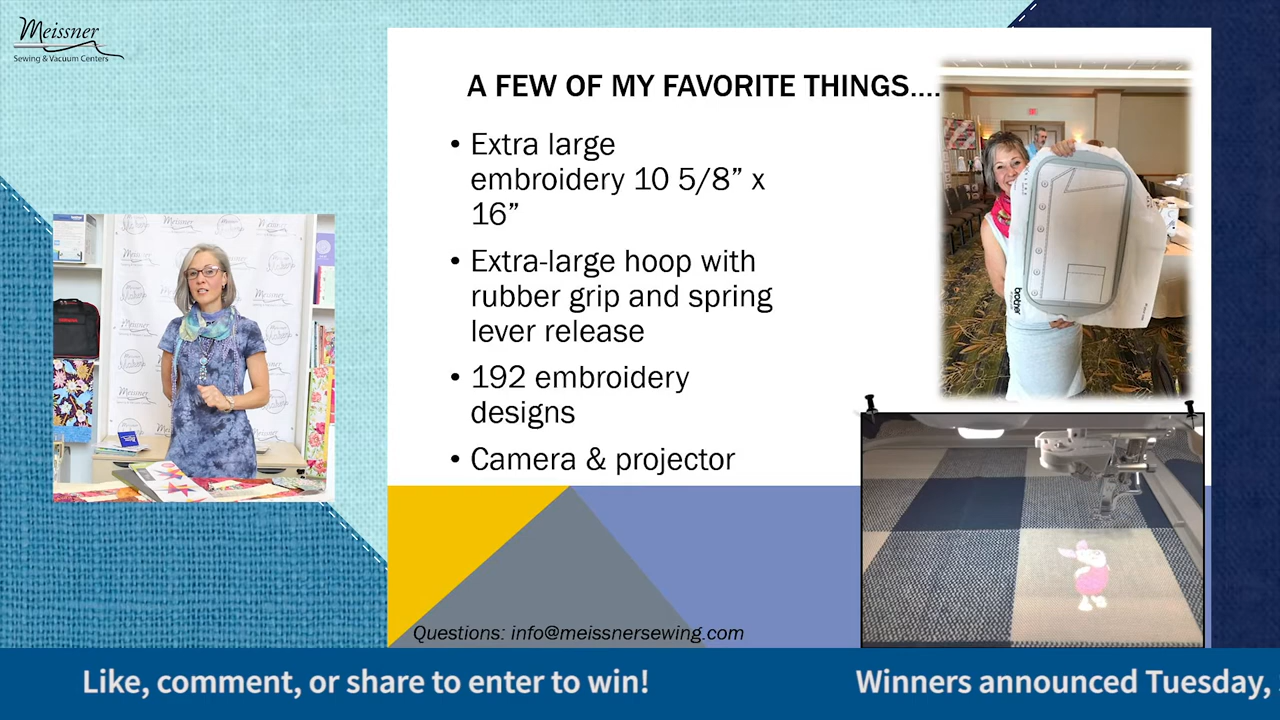 Meissner
Sewing & Vacuum Centers
A FEW OF MY FAVORITE THINGS....
• Extra large
embroidery 10 5/8” x
16”
• Extra-large hoop with
rubber grip and spring
lever release
• 192 embroidery
designs
• Camera & projector
brother
Questions: info@meissnersewing.com
Like, comment, or share to enter to win!
Winners announced Tuesday,